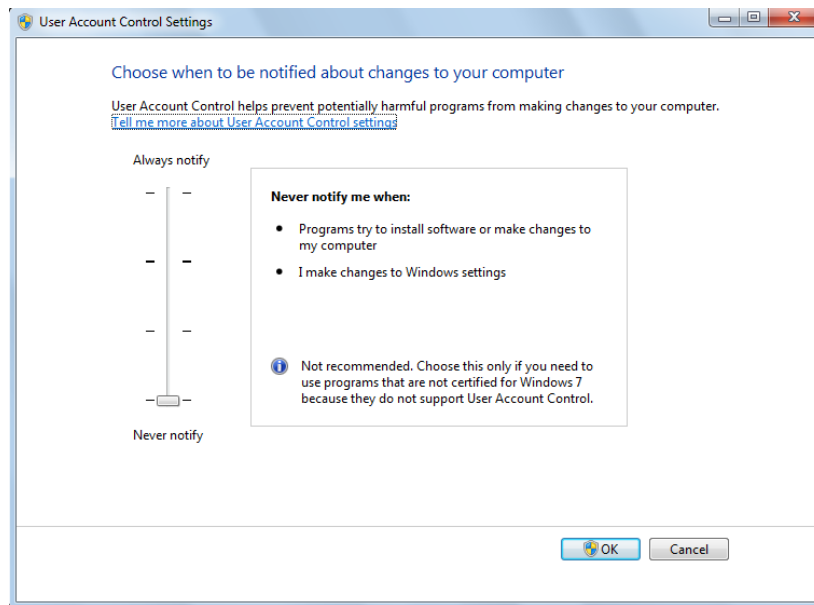 User Account Control Settings
Choose when to be notified about changes to your computer
User Account Control helps prevent potentially harmful programs from making changes to your computer.
Tell me more about User Account Control settings
Always notify
Never notify me when:
• Programs try to install software or make changes to
my computer
• I make changes to Windows settings
Not recommended. Choose this only if you need to
use programs that are not certified for Windows 7
because they do not support User Account Control.
Never notify
OK
Cancel